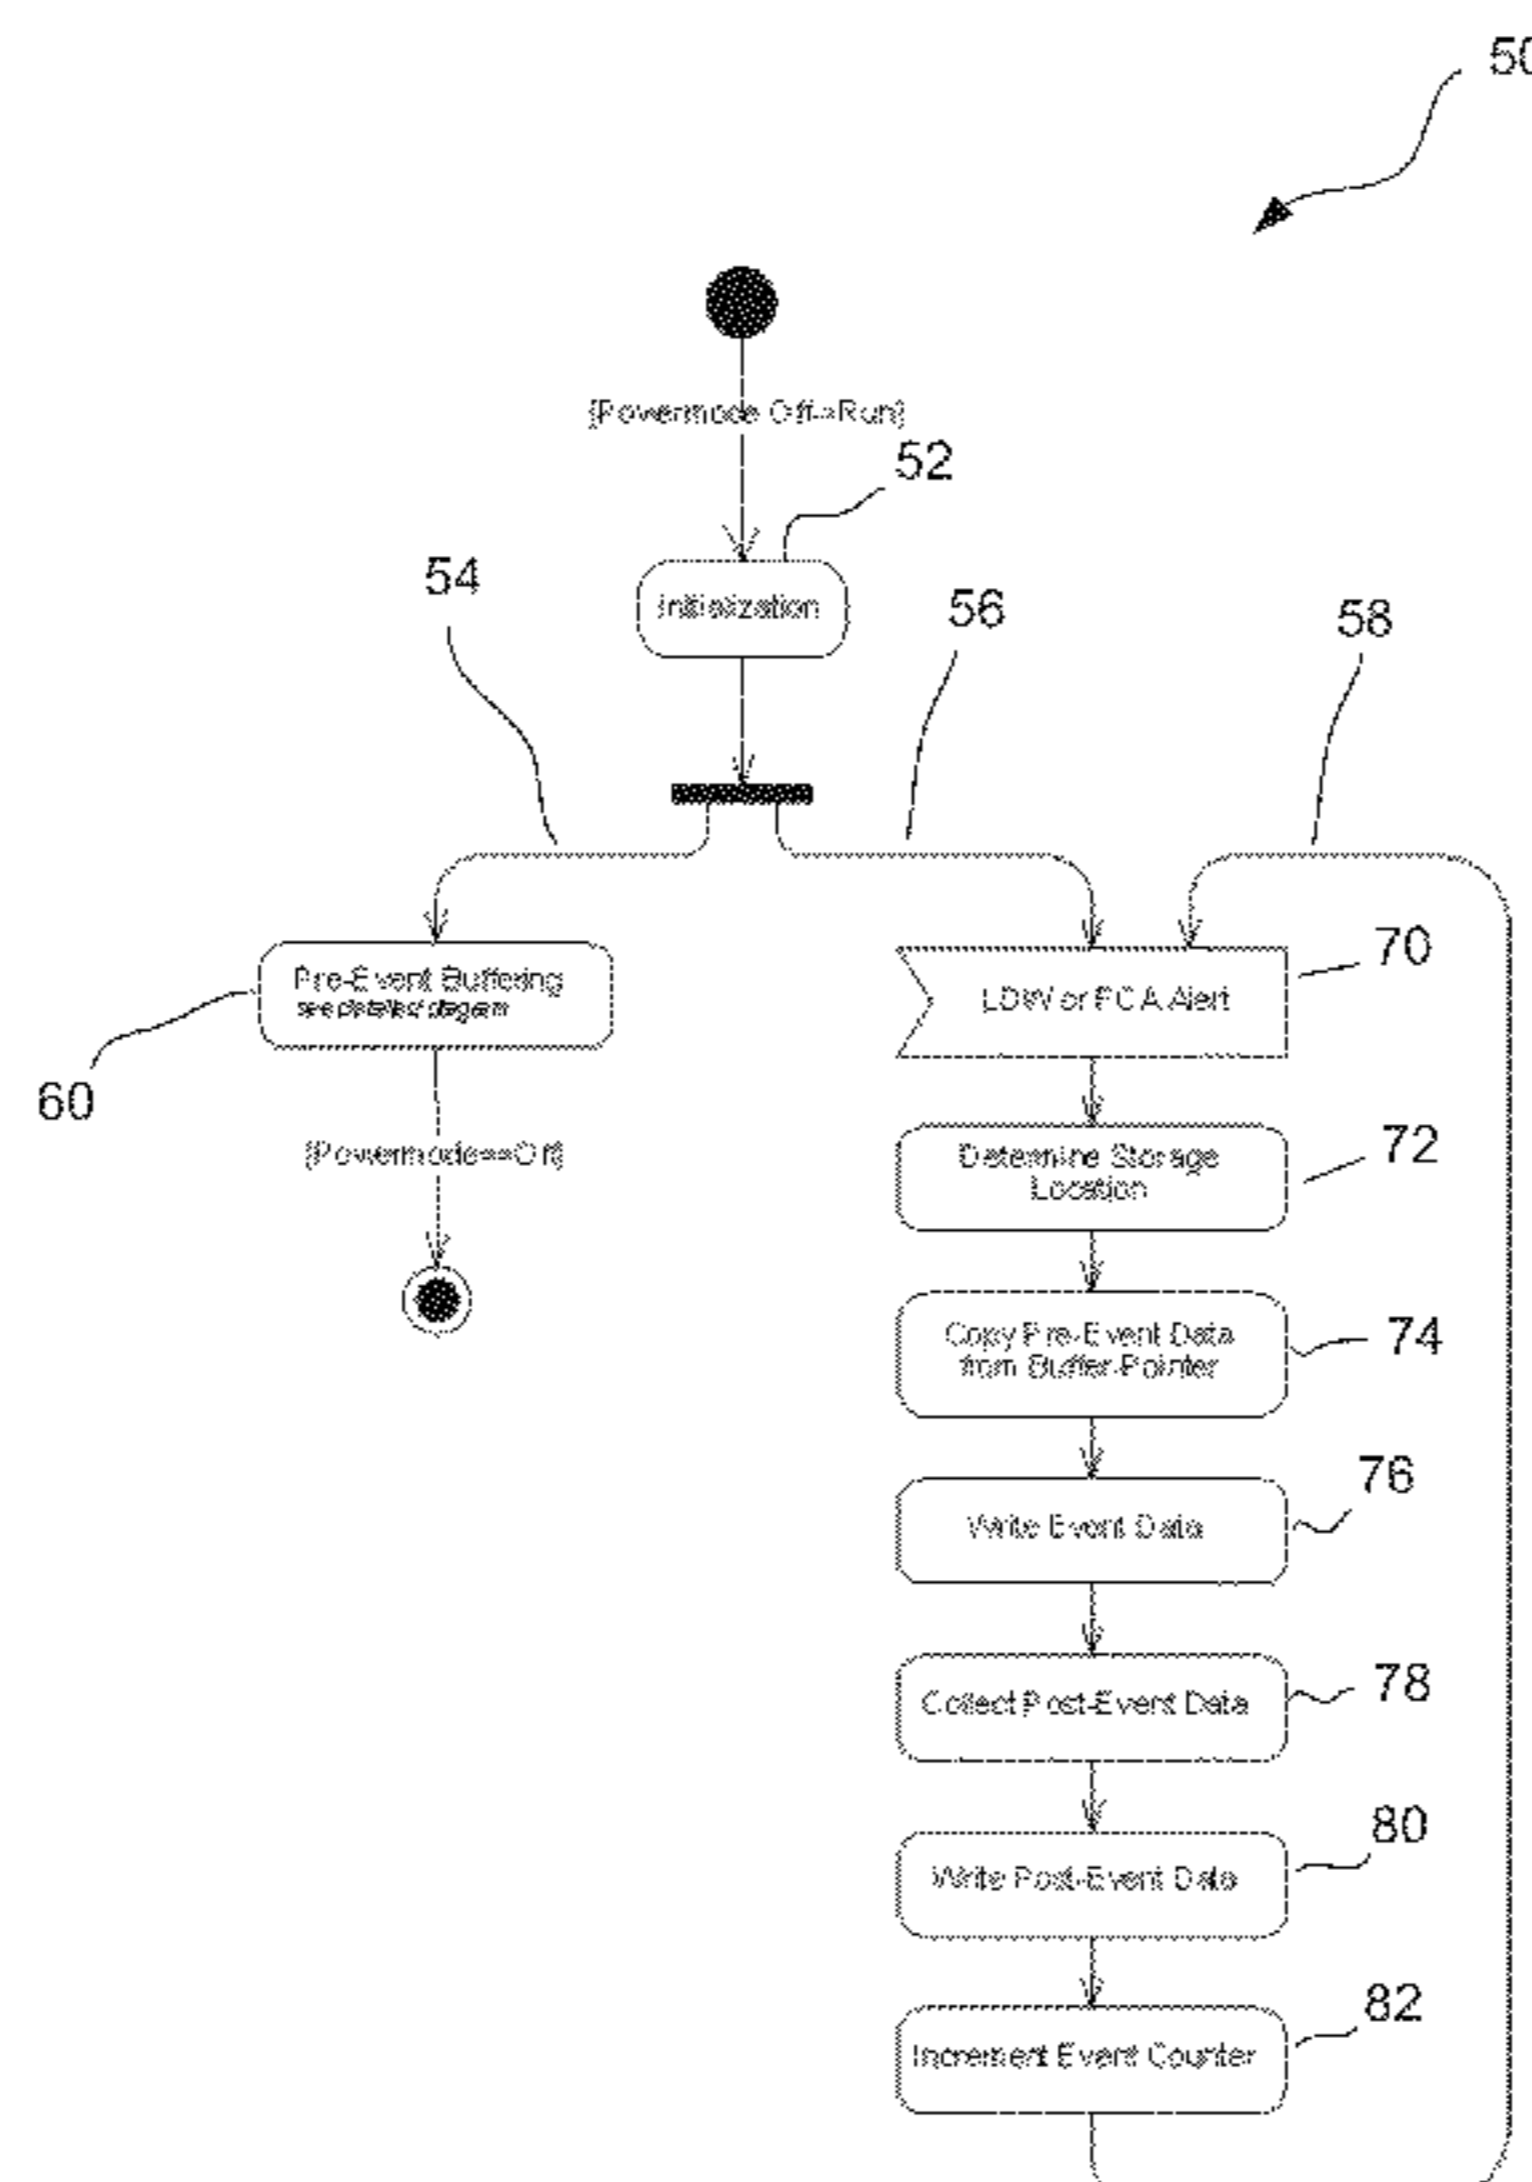 50
[Powermode Off->Run]
52
Initialization
54
56
58
Pre-Event Buffering
see detailed diagram
60
[Powermode==Off]
LDW or FCA Alert
70
Determine Storage
Location
72
Copy Pre-Event Data
from Buffer-Pointer
74
Write Event Data
76
Collect Post-Event Data
78
Write Post-Event Data
80
Increment Event Counter
82